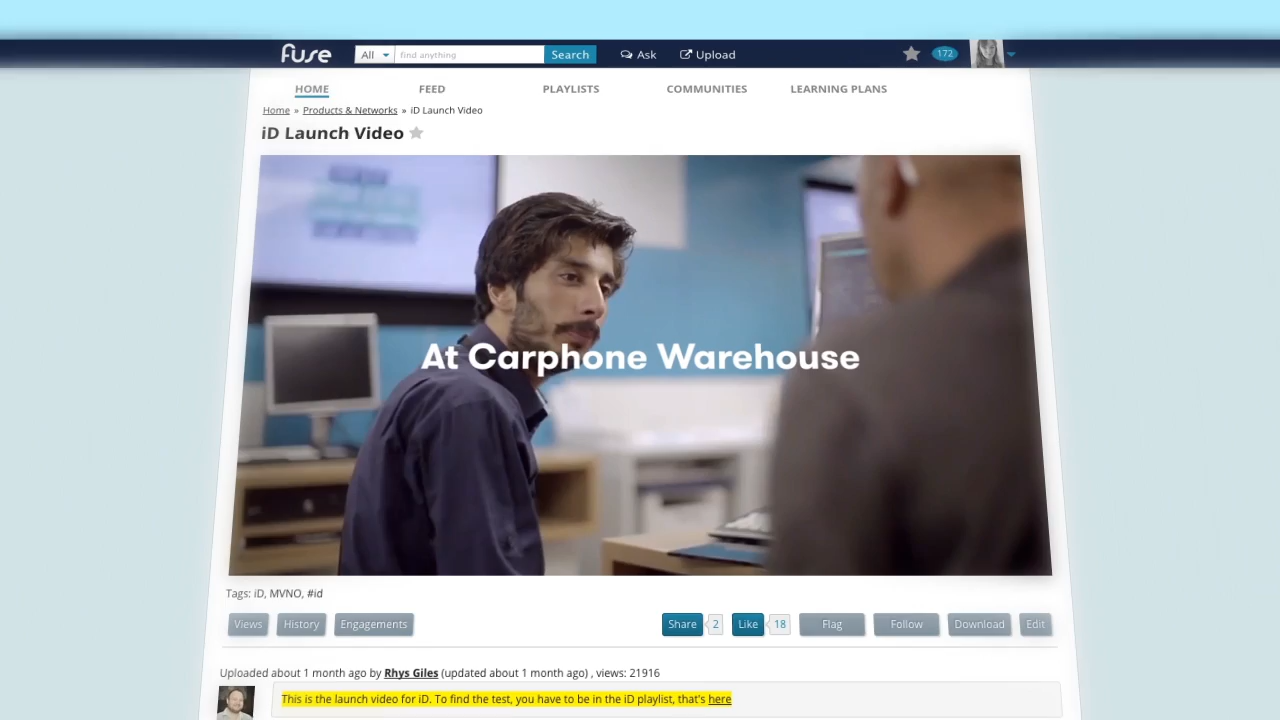 fuse All find anything Search Ask Upload 172
HOME FEED PLAYLISTS COMMUNITIES LEARNING PLANS
Home » Products & Networks » iD Launch Video
iD Launch Video
At Carphone Warehouse
Tags: iD, MVNO, #id
Views History Engagements Share 2 Like 18 Flag Follow Download Edit
Uploaded about 1 month ago by Rhys Giles (updated about 1 month ago) , views: 21916
This is the launch video for iD. To find the test, you have to be in the iD playlist, that's here